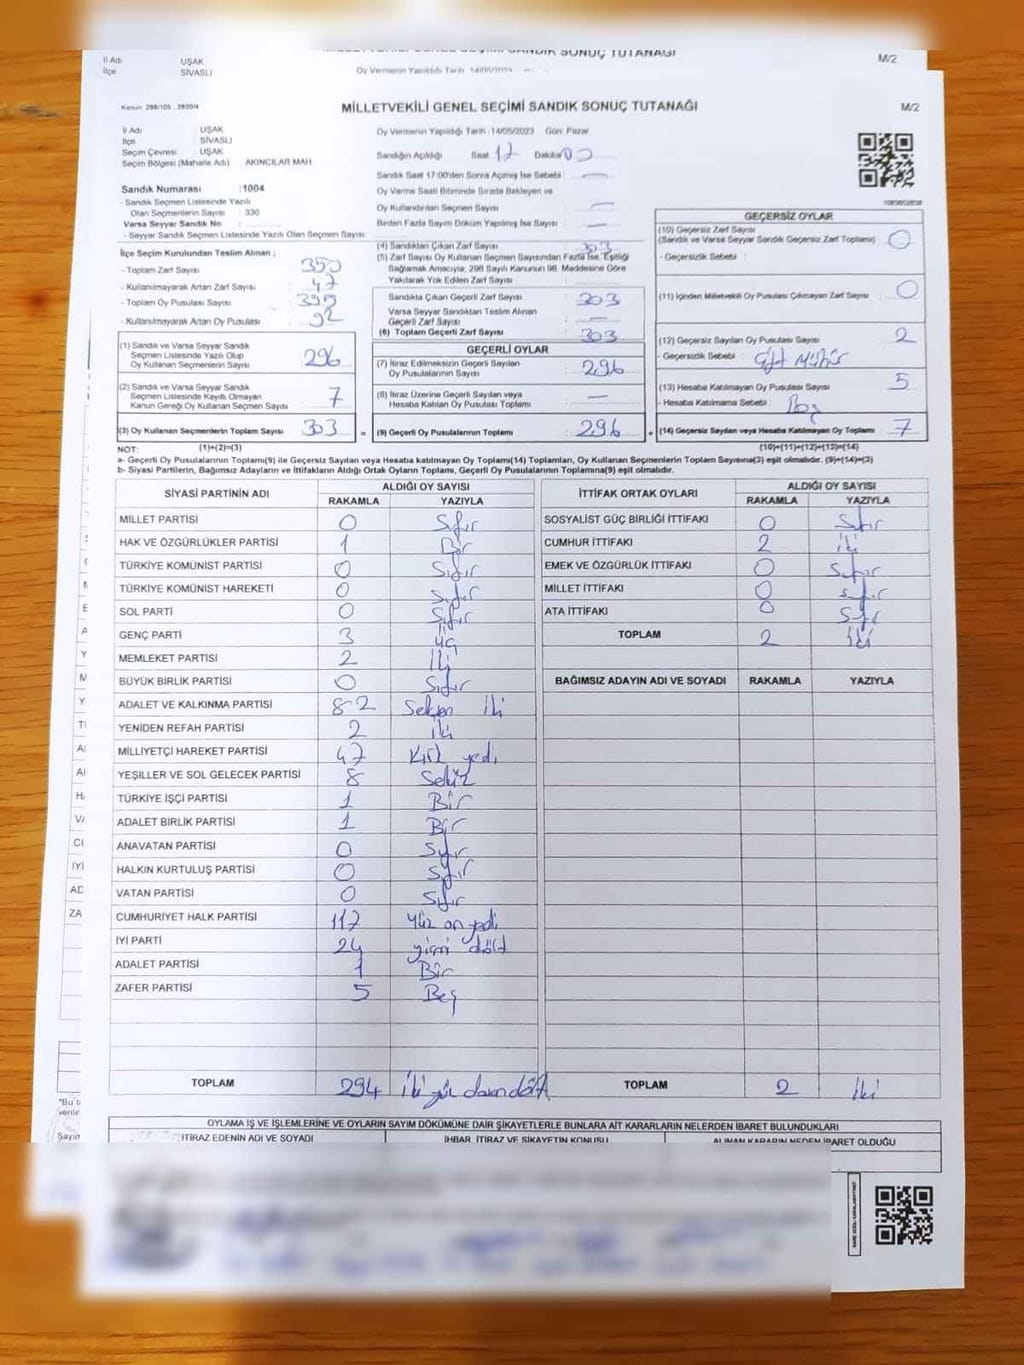 İl Adı UŞAK
İlçe SİVASLI
SANDIK SONUÇ TUTANAĞI
M/2
Oy Vermenin Yapıldığı Tarih
MİLLETVEKİLİ GENEL SEÇİMİ SANDIK SONUÇ TUTANAĞI
M/2
İl Adı UŞAK
İlçe SİVASLI
Seçim Çevresi UŞAK
Seçim Bölgesi (Mahalle Adı) AKINCILAR MAH
Sandık Numarası :1004
- Sandık Seçmen Listesinde Yazılı
Olan Seçmenlerin Sayısı : 330
Varsa Seyyar Sandık No
- Seyyar Sandık Seçmen Listesinde Yazılı Olan Seçmen Sayısı
Oy Vermenin Yapıldığı Tarih :14/05/2023 Gün: Pazar
Sandığın Açıldığı Saat 17 Dakika 00
Sandık Saat 17:00'den Sonra Açılmış İse Sebebi : —
Oy Verme Saati Bitiminde Sırada Bekleyen ve
Oy Kullandırılan Seçmen Sayısı —
Birden Fazla Sayım Döküm Yapılmış İse Sayısı : —
İlçe Seçim Kurulundan Teslim Alınan ;
- Toplam Zarf Sayısı 350
- Kullanılmayarak Artan Zarf Sayısı : 47
- Toplam Oy Pusulası Sayısı
- Kullanılmayarak Artan Oy Pusulası : 92
(1) Sandık ve Varsa Seyyar Sandık
Seçmen Listesinde Yazılı Olup
Oy Kullanan Seçmenlerin Sayısı 296
(2) Sandık ve Varsa Seyyar Sandık
Seçmen Listesinde Kayıtlı Olmayan
Kanun Gereği Oy Kullanan Seçmen Sayısı : 7
(3) Oy Kullanan Seçmenlerin Toplam Sayısı : 303
(4) Sandıktan Çıkan Zarf Sayısı : 303
(5) Zarf Sayısı Oy Kullanan Seçmen Sayısından Fazla İse, Eşitliği
Sağlamak Amacıyla, 298 Sayılı Kanunun 98. Maddesine Göre
Yakılarak Yok Edilen Zarf Sayısı
Sandıkta Çıkan Geçerli Zarf Sayısı : 303
Varsa Seyyar Sandıktan Teslim Alınan
Geçerli Zarf Sayısı —
(6) Toplam Geçerli Zarf Sayısı : 303
GEÇERLİ OYLAR
(7) İtiraz Edilmeksizin Geçerli Sayılan
Oy Pusulalarının Sayısı : 296
(8) İtiraz Üzerine Geçerli Sayılan veya
Hesaba Katılan Oy Pusulası Toplamı : —
= (9) Geçerli Oy Pusulalarının Toplamı : 296 +
GEÇERSİZ OYLAR
(10) Geçersiz Zarf Sayısı
(Sandık ve Varsa Seyyar Sandık Geçersiz Zarf Toplamı) : 0
- Geçersizlik Sebebi :
(11) İçinden Milletvekili Oy Pusulası Çıkmayan Zarf Sayısı : 0
(12) Geçersiz Sayılan Oy Pusulası Sayısı : 2
- Geçersizlik Sebebi : Çift Mühür
(13) Hesaba Katılmayan Oy Pusulası Sayısı 5
- Hesaba Katılmama Sebebi : Boş
(14) Geçersiz Sayılan veya Hesaba Katılmayan Oy Toplamı : 7
NOT: (1)+(2)=(3) (10)+(11)+(12)+(13)=(14)
a- Geçerli Oy Pusulaları Toplamı(9) ile Geçersiz Sayılan veya Hesaba katılmayan Oy Toplamı(14) Toplamları, Oy Kullanan Seçmenlerin Toplam Sayısına(3) eşit olmalıdır. (9)+(14)=(3)
b- Siyasi Partilerin, Bağımsız Adayların ve İttifakların Aldığı Ortak Oyların Toplamı, Geçerli Oy Pusulalarının Toplamına(9) eşit olmalıdır.
SİYASİ PARTİNİN ADI ALDIĞI OY SAYISI
RAKAMLA YAZIYLA
MİLLET PARTİSİ 0 Sıfır
HAK VE ÖZGÜRLÜKLER PARTİSİ 1 Bir
TÜRKİYE KOMÜNİST PARTİSİ 0 Sıfır
TÜRKİYE KOMÜNİST HAREKETİ 0 Sıfır
SOL PARTİ 0 Sıfır
GENÇ PARTİ 3 üç
MEMLEKET PARTİSİ 2 iki
BÜYÜK BİRLİK PARTİSİ 0 Sıfır
ADALET VE KALKINMA PARTİSİ 82 Seksen iki
YENİDEN REFAH PARTİSİ 2 iki
MİLLİYETÇİ HAREKET PARTİSİ 47 Kırk yedi
YEŞİLLER VE SOL GELECEK PARTİSİ 8 Sekiz
TÜRKİYE İŞÇİ PARTİSİ 1 Bir
ADALET BİRLİK PARTİSİ 1 Bir
ANAVATAN PARTİSİ 0 Sıfır
HALKIN KURTULUŞ PARTİSİ 0 Sıfır
VATAN PARTİSİ 0 Sıfır
CUMHURİYET HALK PARTİSİ 117 Yüz on yedi
İYİ PARTİ 24 yirmi dört
ADALET PARTİSİ 1 Bir
ZAFER PARTİSİ 5 Beş
TOPLAM 294 iki yüz doksan dört
İTTİFAK ORTAK OYLARI ALDIĞI OY SAYISI
RAKAMLA YAZIYLA
SOSYALİST GÜÇ BİRLİĞİ İTTİFAKI 0 Sıfır
CUMHUR İTTİFAKI 2 iki
EMEK VE ÖZGÜRLÜK İTTİFAKI 0 Sıfır
MİLLET İTTİFAKI 0 sıfır
ATA İTTİFAKI 0 Sıfır
TOPLAM 2 iki
BAĞIMSIZ ADAYIN ADI VE SOYADI RAKAMLA YAZIYLA
TOPLAM 2 iki
OYLAMA İŞ VE İŞLEMLERİNE VE OYLARIN SAYIM DÖKÜMÜNE DAİR ŞİKAYETLERLE BUNLARA AİT KARARLARIN NELERDEN İBARET BULUNDUKLARI
İTİRAZ EDENİN ADI VE SOYADI İHBAR, İTİRAZ VE ŞİKAYETİN KONUSU ALINAN KARARIN NEDEN İBARET OLDUĞU